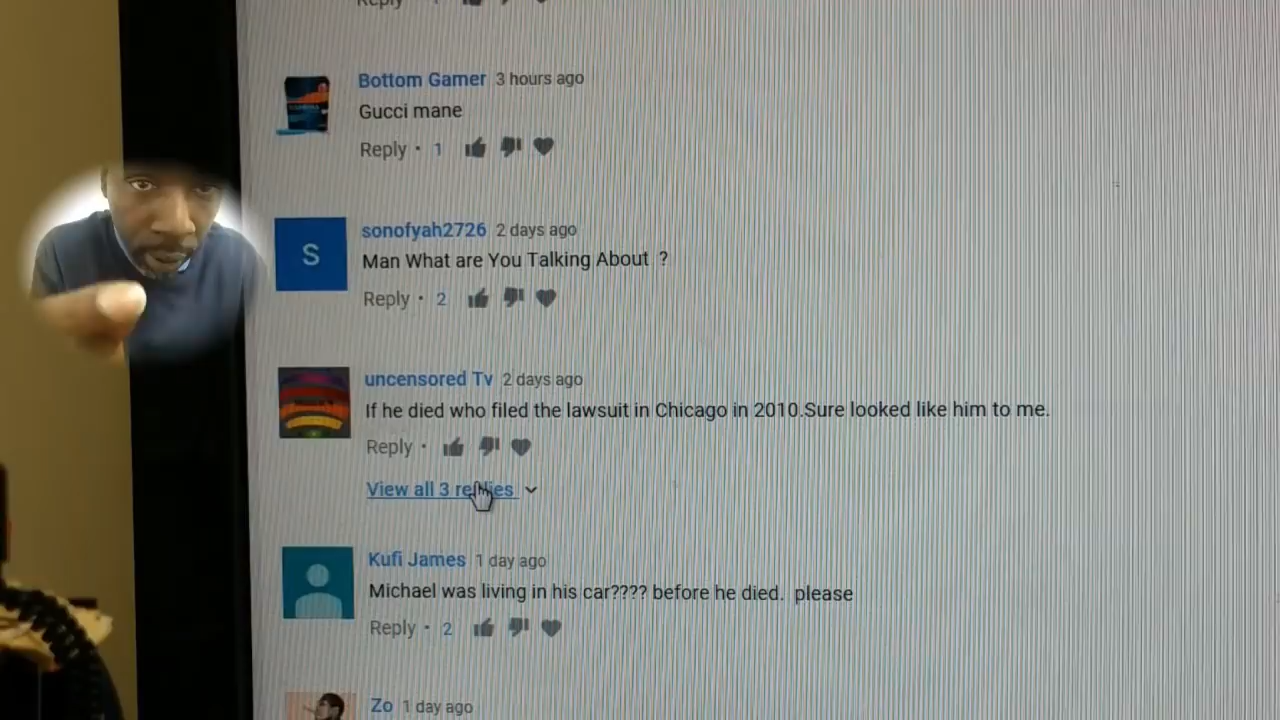 Reply
Bottom Gamer 3 hours ago
Gucci mane
Reply • 1
S
sonofyah2726 2 days ago
Man What are You Talking About ?
Reply • 2
uncensored Tv 2 days ago
If he died who filed the lawsuit in Chicago in 2010.Sure looked like him to me.
Reply •
View all 3 replies
Kufi James 1 day ago
Michael was living in his car???? before he died. please
Reply • 2
Zo 1 day ago